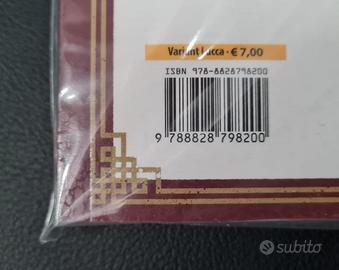 Variant Lucca - € 7,00
ISBN 978-8828798200
9 788828 798200
subito